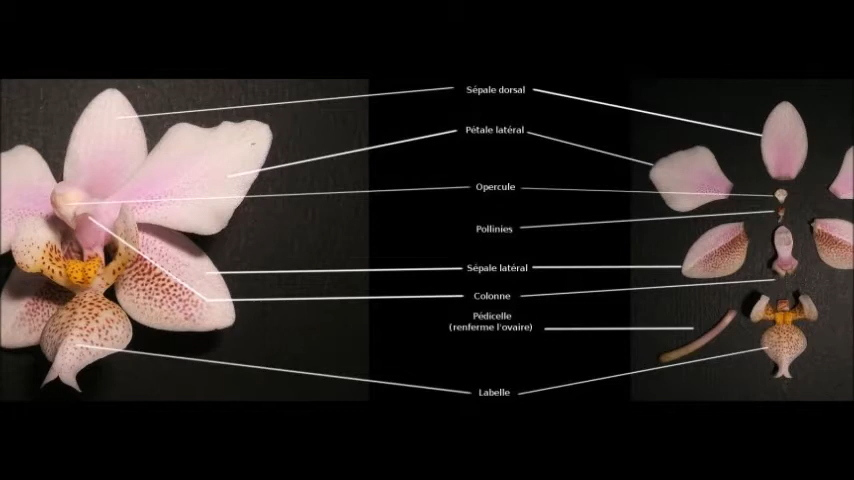 Sépale dorsal
Pétale latéral
Opercule
Pollinies
Sépale latéral
Colonne
Pédicelle
(renferme l'ovaire)
Labelle